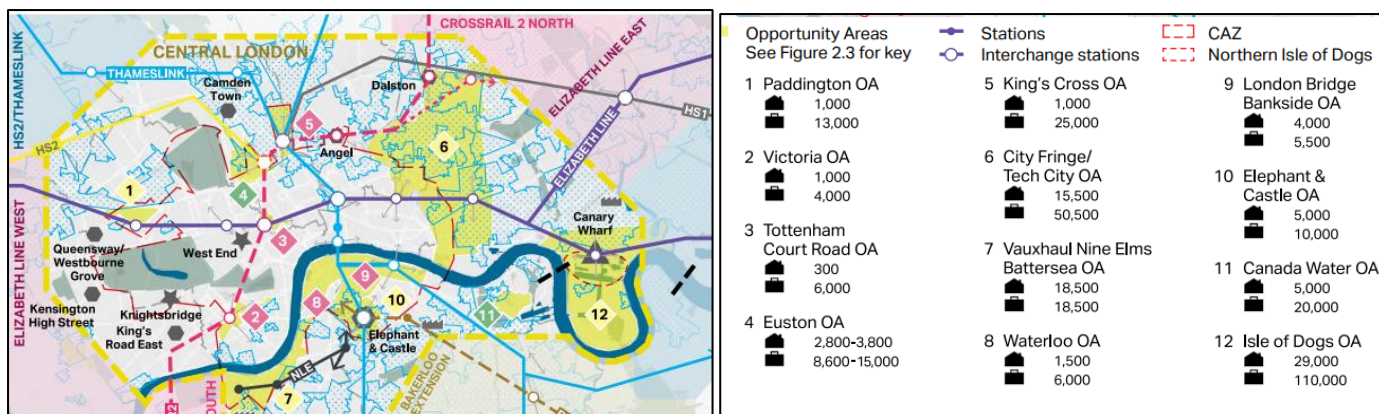 CROSSRAIL 2 NORTH
HS2/THAMESLINK
CENTRAL LONDON
THAMESLINK
Camden
Town
Dalston
ELIZABETH LINE EAST
HS1
HS2
5
Angel
6
ELIZABETH LINE
1
4
Canary
Wharf
ELIZABETH LINE WEST
Queensway/
Westbourne
Grove
West End
3
9
Kensington
High Street
Knightsbridge
8
10
2
11
12
King's
Road East
Elephant
& Castle
NLE
7
BAKERLOO
EXTENSION
Opportunity Areas
See Figure 2.3 for key
Stations
Interchange stations
CAZ
Northern Isle of Dogs
1 Paddington OA
1,000
13,000
2 Victoria OA
1,000
4,000
3 Tottenham
Court Road OA
300
6,000
4 Euston OA
2,800-3,800
8,600-15,000
5 King's Cross OA
1,000
25,000
6 City Fringe/
Tech City OA
15,500
50,500
7 Vauxhaul Nine Elms
Battersea OA
18,500
18,500
8 Waterloo OA
1,500
6,000
9 London Bridge
Bankside OA
4,000
5,500
10 Elephant &
Castle OA
5,000
10,000
11 Canada Water OA
5,000
20,000
12 Isle of Dogs OA
29,000
110,000